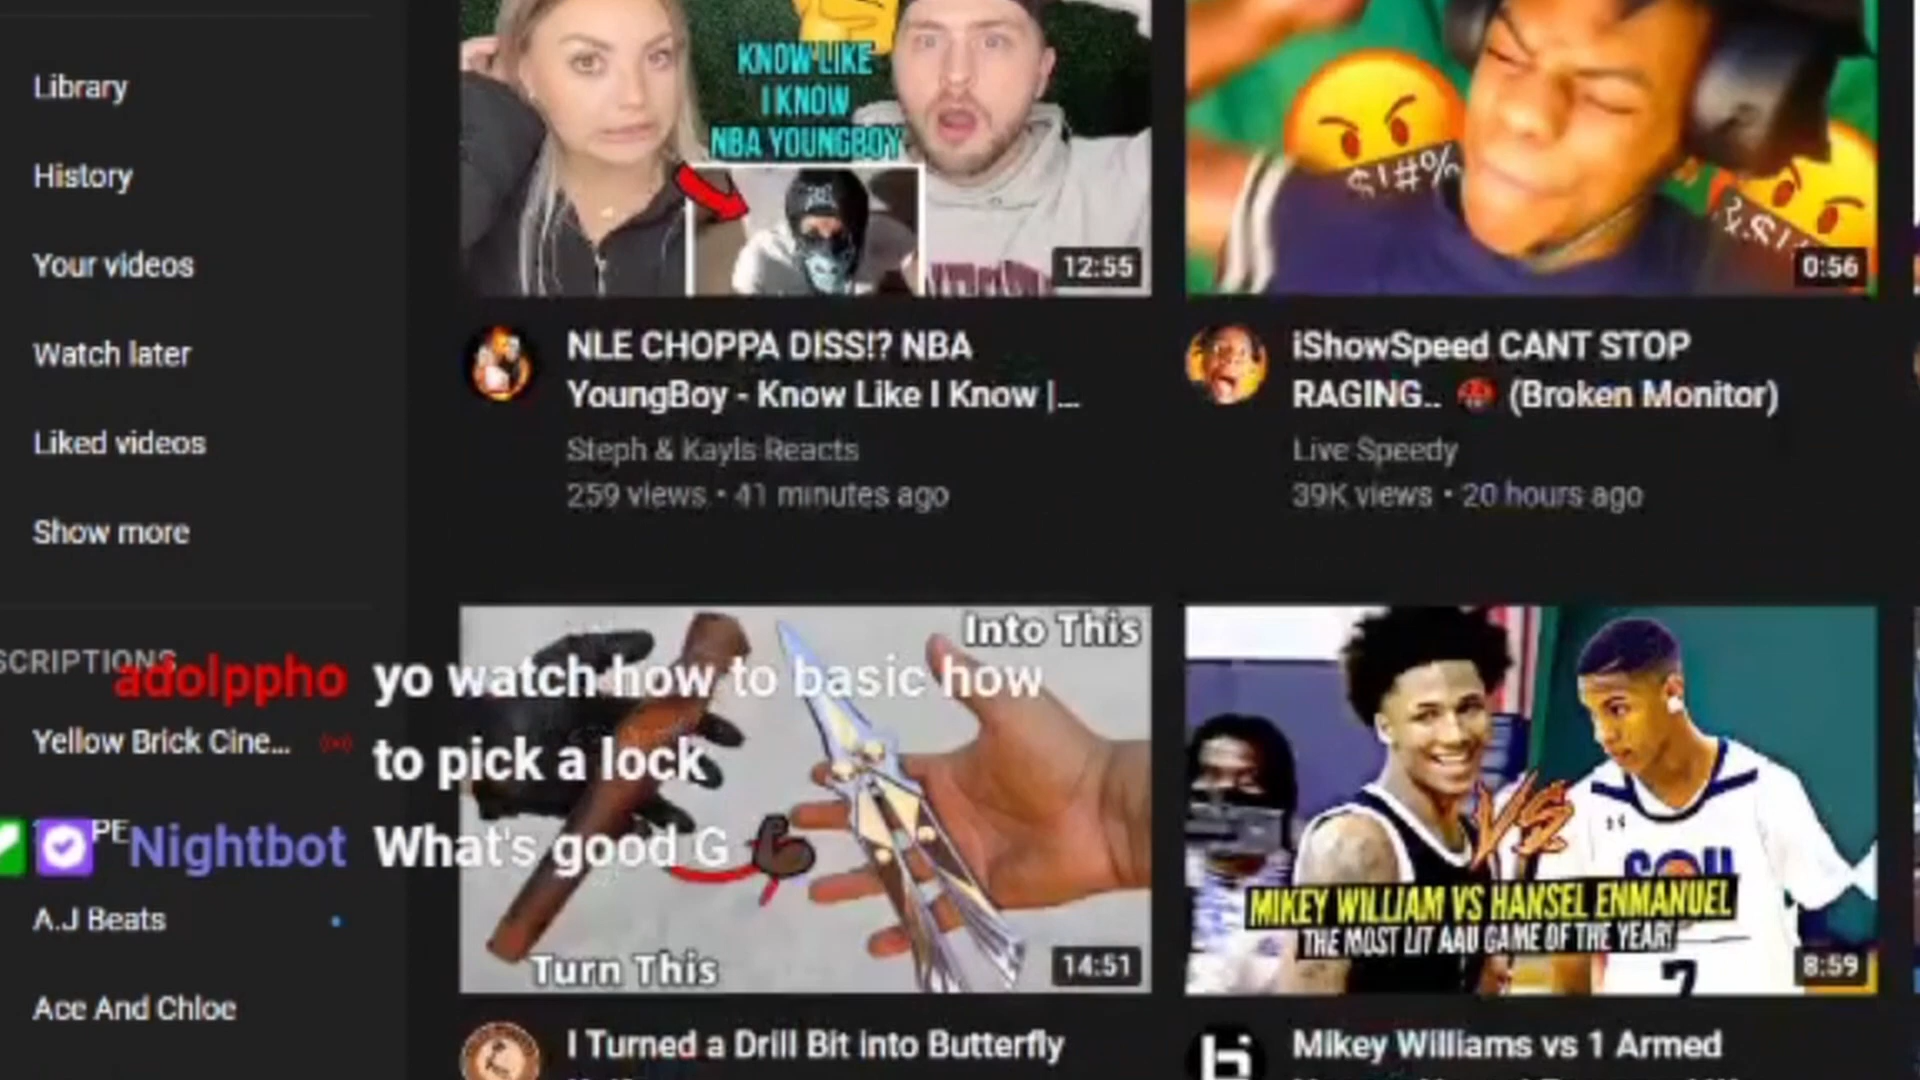 Library
History
Your videos
Watch later
Liked videos
Show more
SCRIPTIONS
Yellow Brick Cine...
PE
A.J Beats
Ace And Chloe
KNOW LIKE
I KNOW
NBA YOUNGBOY
12:55
NLE CHOPPA DISS!? NBA
YoungBoy - Know Like I Know |...
Steph & Kayls Reacts
259 views • 41 minutes ago
$!#%
0:56
iShowSpeed CANT STOP
RAGING.. (Broken Monitor)
Live Speedy
39K views • 20 hours ago
adolppho yo watch how to basic how
to pick a lock
Nightbot What's good G
Into This
Turn This
14:51
I Turned a Drill Bit into Butterfly
VS
MIKEY WILLIAM VS HANSEL ENMANUEL
THE MOST LIT AAU GAME OF THE YEAR!
7
8:59
Mikey Williams vs 1 Armed